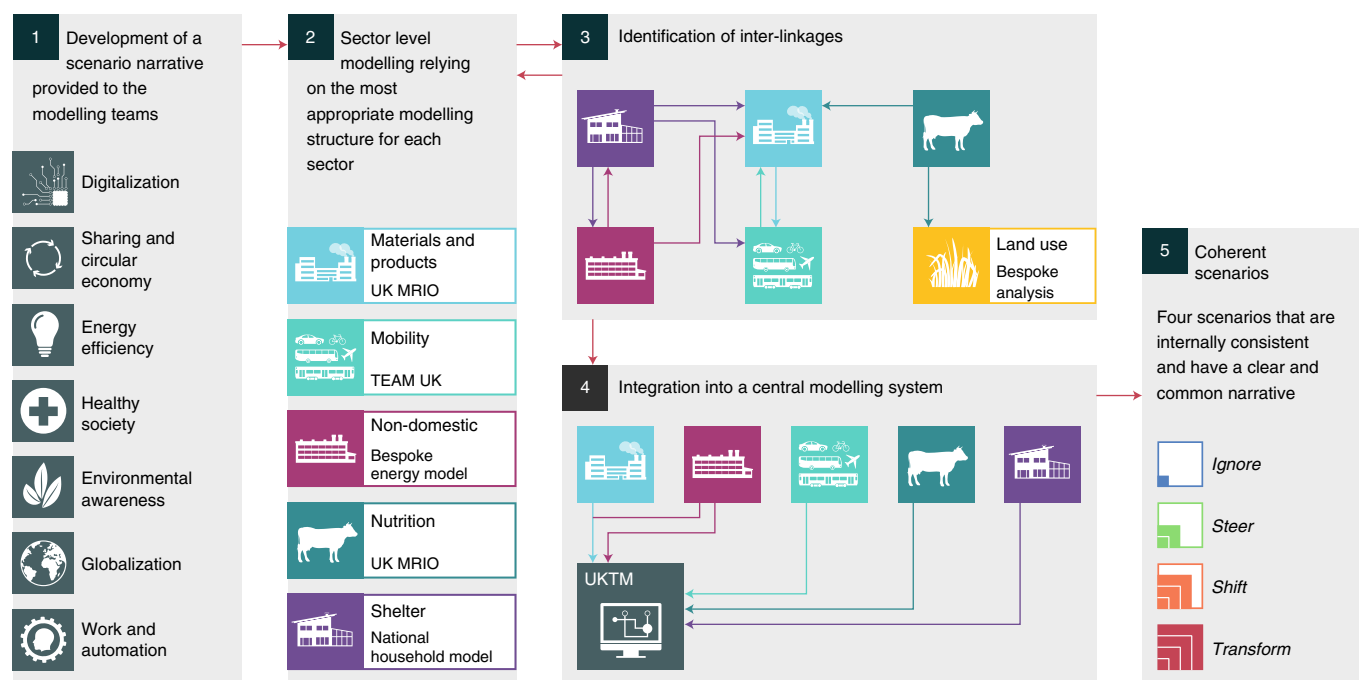 1 Development of a
scenario narrative
provided to the
modelling teams
Digitalization
Sharing and
circular
economy
Energy
efficiency
Healthy
society
Environmental
awareness
Globalization
Work and
automation
2 Sector level
modelling relying
on the most
appropriate modelling
structure for each
sector
Materials and
products
UK MRIO
Mobility
TEAM UK
Non-domestic
Bespoke
energy model
Nutrition
UK MRIO
Shelter
National
household model
3 Identification of inter-linkages
Land use
Bespoke
analysis
4 Integration into a central modelling system
UKTM
5 Coherent
scenarios
Four scenarios that are
internally consistent
and have a clear and
common narrative
Ignore
Steer
Shift
Transform